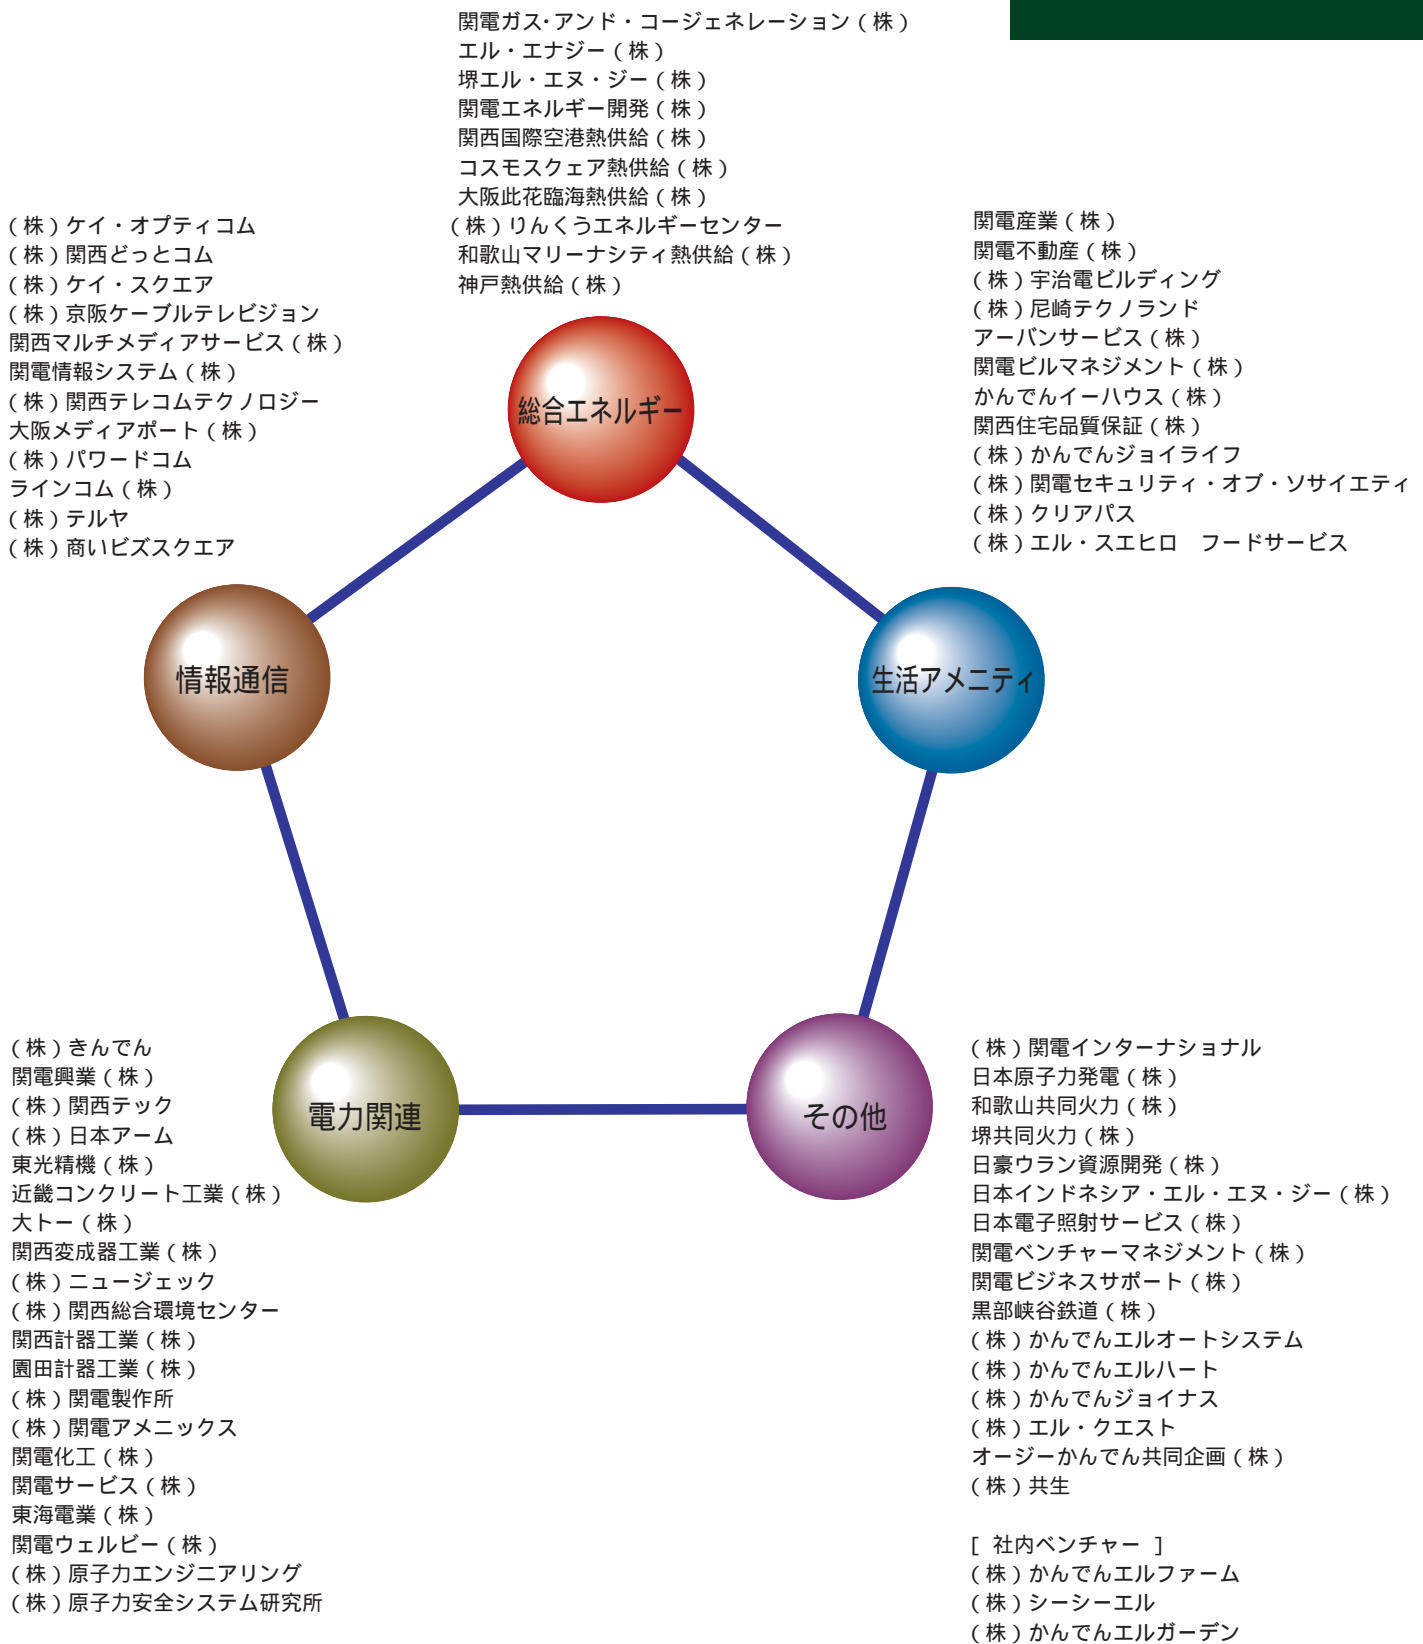 関電ガス・アンド・コージェネレーション（株）
エル・エナジー（株）
堺エル・エヌ・ジー（株）
関電エネルギー開発（株）
関西国際空港熱供給（株）
コスモスクェア熱供給（株）
大阪此花臨海熱供給（株）
（株）りんくうエネルギーセンター
和歌山マリーナシティ熱供給（株）
神戸熱供給（株）
総合エネルギー
（株）ケイ・オプティコム
（株）関西どっとコム
（株）ケイ・スクエア
（株）京阪ケーブルテレビジョン
関西マルチメディアサービス（株）
関電情報システム（株）
（株）関西テレコムテクノロジー
大阪メディアポート（株）
（株）パワードコム
ラインコム（株）
（株）テルヤ
（株）商いビズスクエア
情報通信
関電産業（株）
関電不動産（株）
（株）宇治電ビルディング
（株）尼崎テクノランド
アーバンサービス（株）
関電ビルマネジメント（株）
かんでんイーハウス（株）
関西住宅品質保証（株）
（株）かんでんジョイライフ
（株）関電セキュリティ・オブ・ソサイエティ
（株）クリアパス
（株）エル・スエヒロ　フードサービス
生活アメニティ
（株）きんでん
関電興業（株）
（株）関西テック
（株）日本アーム
東光精機（株）
近畿コンクリート工業（株）
大トー（株）
関西変成器工業（株）
（株）ニュージェック
（株）関西総合環境センター
関西計器工業（株）
園田計器工業（株）
（株）関電製作所
（株）関電アメニックス
関電化工（株）
関電サービス（株）
東海電業（株）
関電ウェルビー（株）
（株）原子力エンジニアリング
（株）原子力安全システム研究所
電力関連
その他
（株）関電インターナショナル
日本原子力発電（株）
和歌山共同火力（株）
堺共同火力（株）
日豪ウラン資源開発（株）
日本インドネシア・エル・エヌ・ジー（株）
日本電子照射サービス（株）
関電ベンチャーマネジメント（株）
関電ビジネスサポート（株）
黒部峡谷鉄道（株）
（株）かんでんエルオートシステム
（株）かんでんエルハート
（株）かんでんジョイナス
（株）エル・クエスト
オージーかんでん共同企画（株）
（株）共生
［ 社内ベンチャー ］
（株）かんでんエルファーム
（株）シーシーエル
（株）かんでんエルガーデン